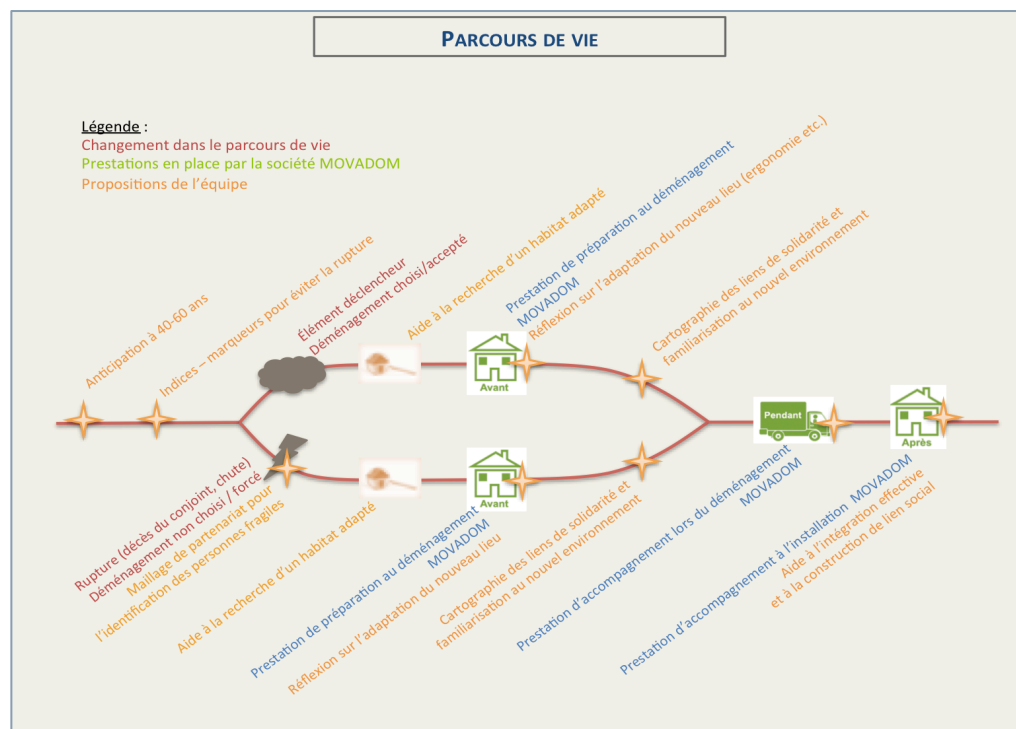 PARCOURS DE VIE
Légende :
Changement dans le parcours de vie
Prestations en place par la société MOVADOM
Propositions de l'équipe
Anticipation à 40-60 ans
Indices – marqueurs pour éviter la rupture
Élément déclencheur
Déménagement choisi/accepté
Aide à la recherche d'un habitat adapté
Prestation de préparation au déménagement
MOVADOM
Réflexion sur l'adaptation du nouveau lieu (ergonomie etc.)
Cartographie des liens de solidarité et
familiarisation au nouvel environnement
Avant
Pendant
Après
Avant
Rupture (décès du conjoint, chute)
Déménagement non choisi / forcé
Maillage de partenariat pour
l'identification des personnes fragiles
Aide à la recherche d'un habitat adapté
Prestation de préparation au déménagement
MOVADOM
Réflexion sur l'adaptation du nouveau lieu
Cartographie des liens de solidarité et
familiarisation au nouvel environnement
Prestation d'accompagnement lors du déménagement
MOVADOM
Prestation d'accompagnement à l'installation MOVADOM
Aide à l'intégration effective
et à la construction de lien social